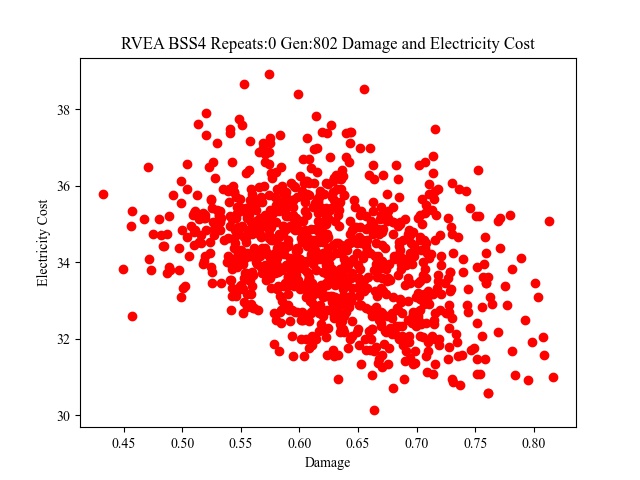 RVEA BSS4 Repeats:0 Gen:802 Damage and Electricity Cost
38
36
34
32
30
Electricity Cost
0.45 0.50 0.55 0.60 0.65 0.70 0.75 0.80
Damage